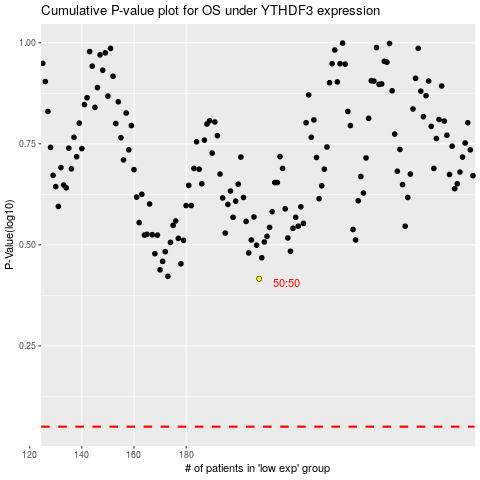 Cumulative P-value plot for OS under YTHDF3 expression
P-Value(log10)
1.00
0.75
0.50
0.25
50:50
120 140 160 180
# of patients in 'low exp' group